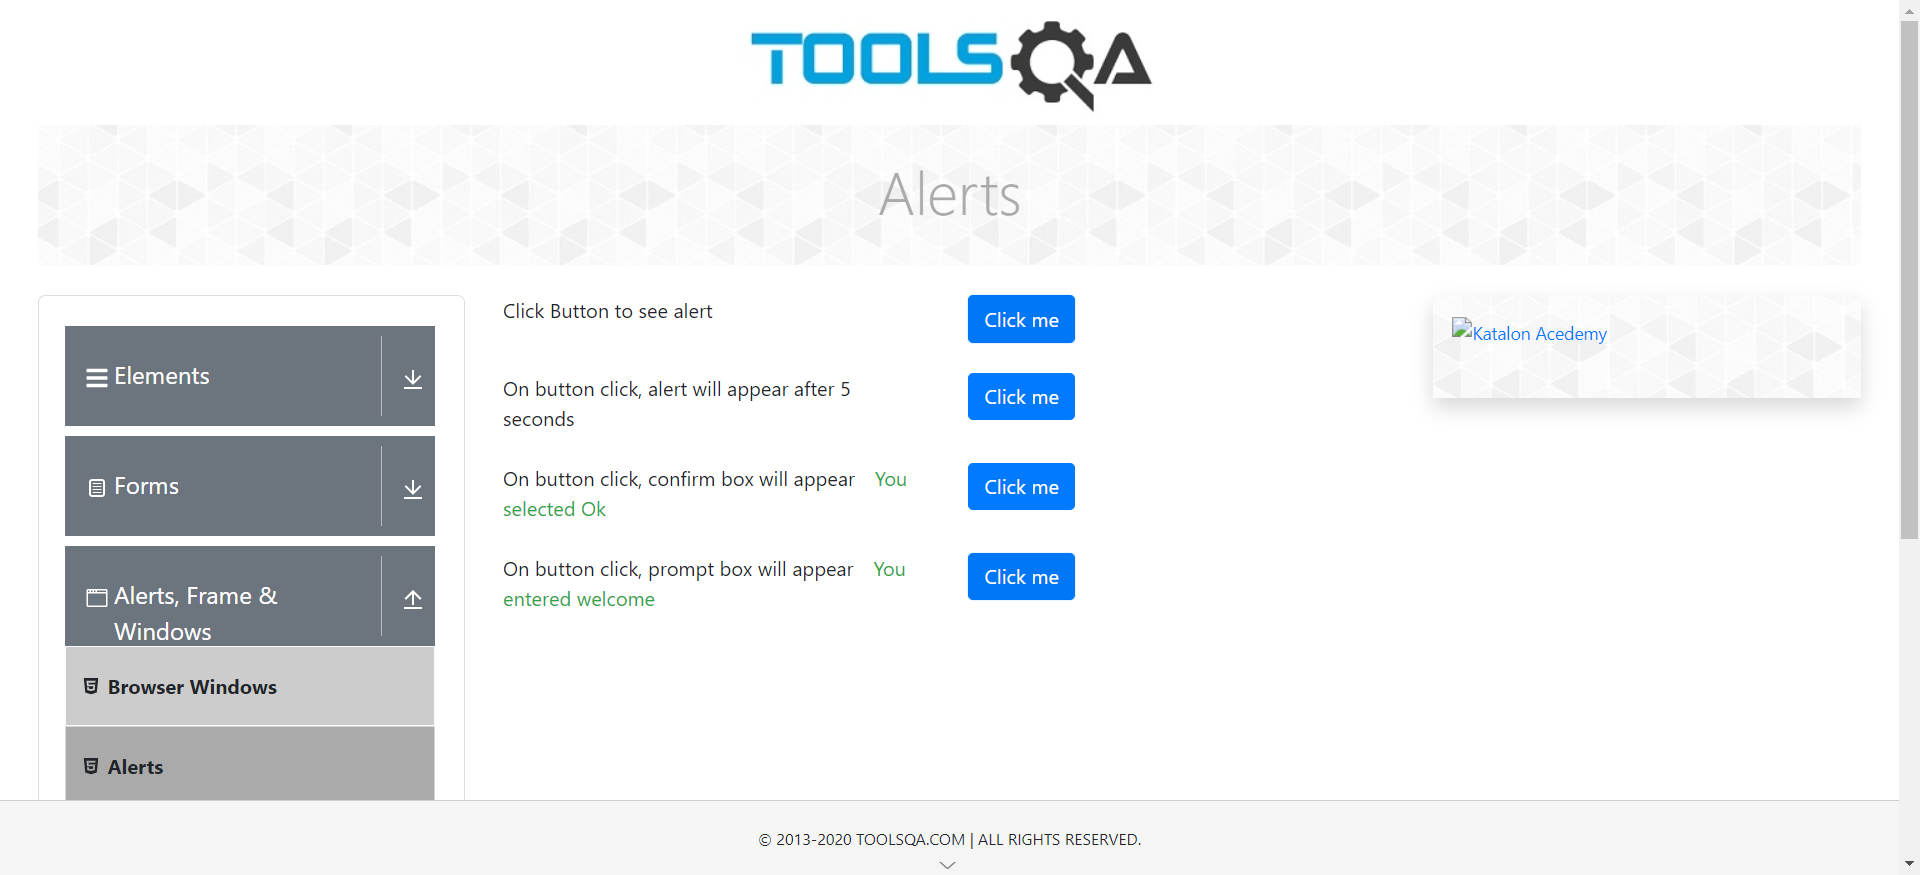 TOOLSQA
Alerts
Elements
Forms
Alerts, Frame &
Windows
Browser Windows
Alerts
Click Button to see alert
Click me
On button click, alert will appear after 5
seconds
Click me
On button click, confirm box will appear You
selected Ok
Click me
On button click, prompt box will appear You
entered welcome
Click me
Katalon Acedemy
© 2013-2020 TOOLSQA.COM | ALL RIGHTS RESERVED.